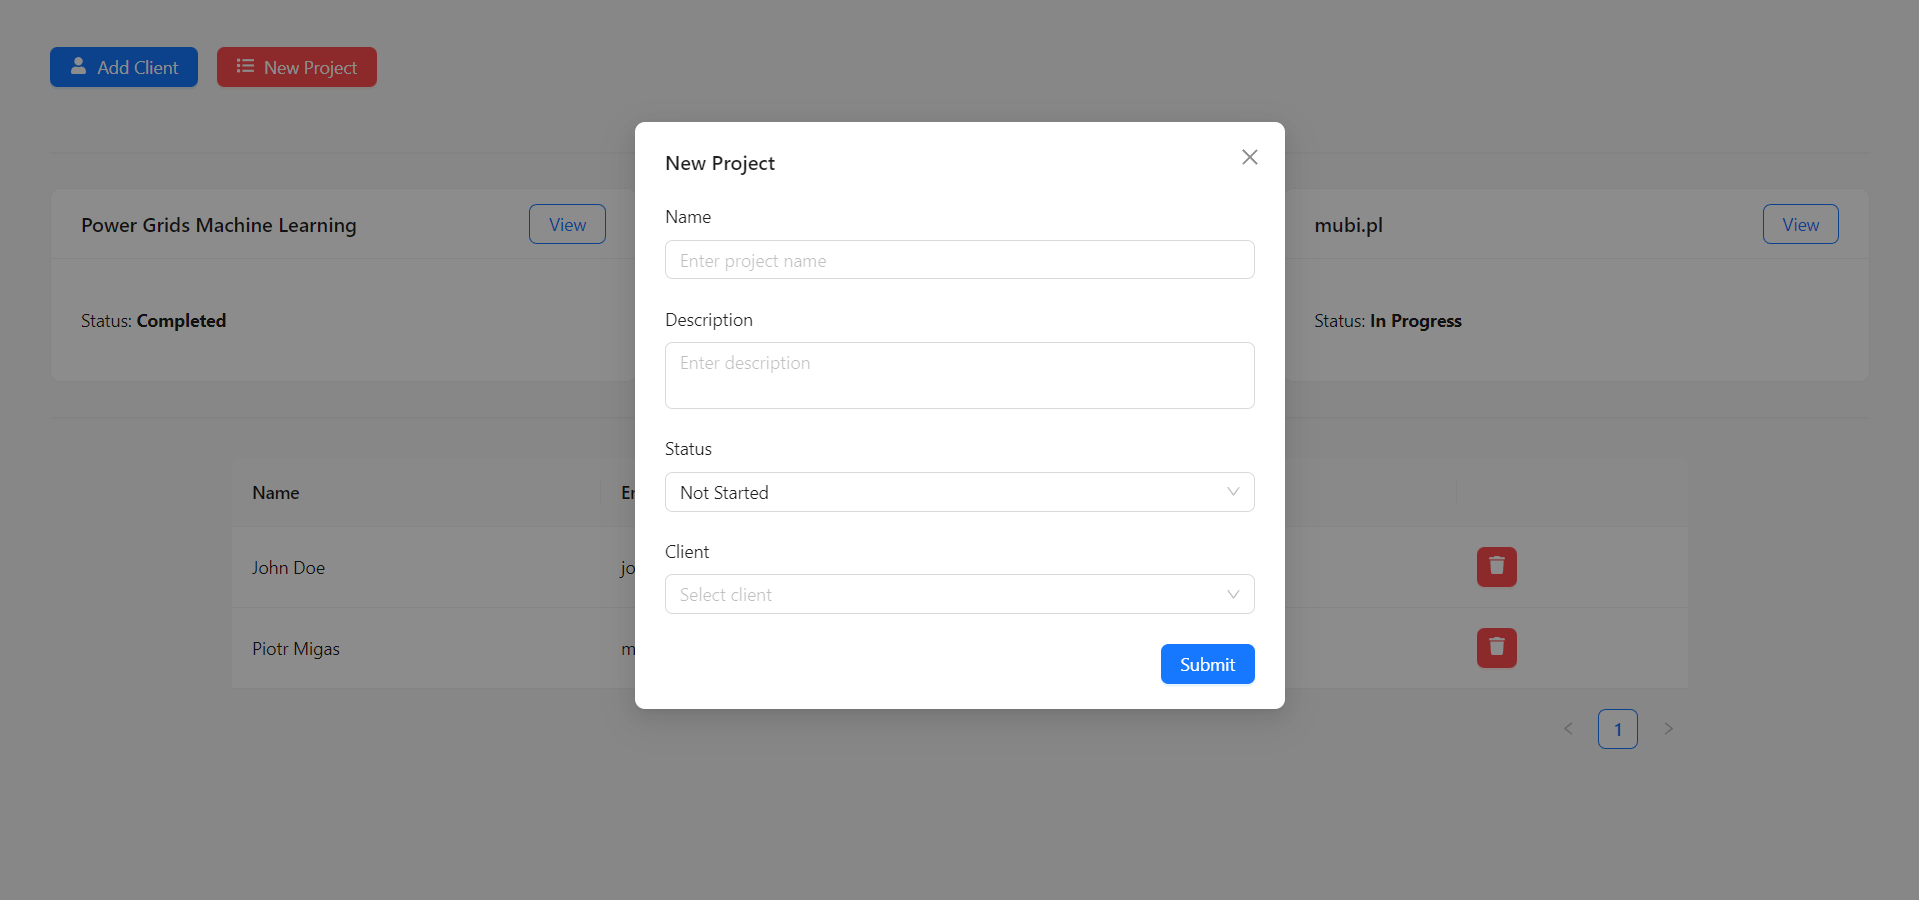 Add Client
New Project
New Project
Name
Enter project name
Description
Enter description
Status
Not Started
Client
Select client
Submit
Power Grids Machine Learning
View
Status: Completed
mubi.pl
View
Status: In Progress
Name
John Doe
Piotr Migas
1